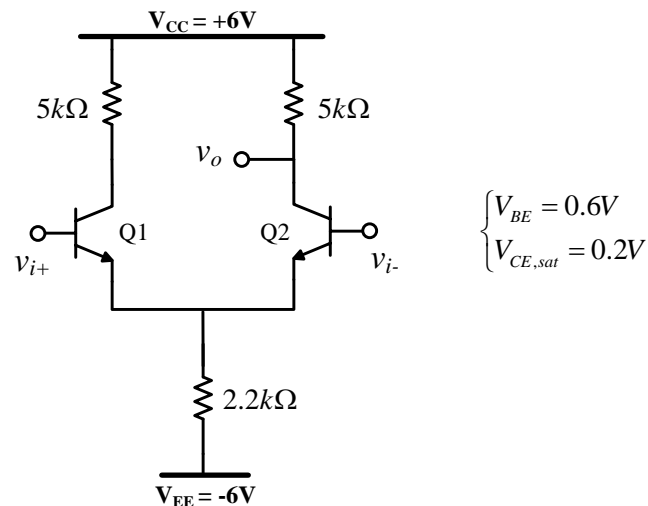 V_CC = +6V
5kΩ
5kΩ
v_o
Q1
Q2
v_i+
v_i-
V_BE = 0.6V
V_CE,sat = 0.2V
2.2kΩ
V_EE = -6V